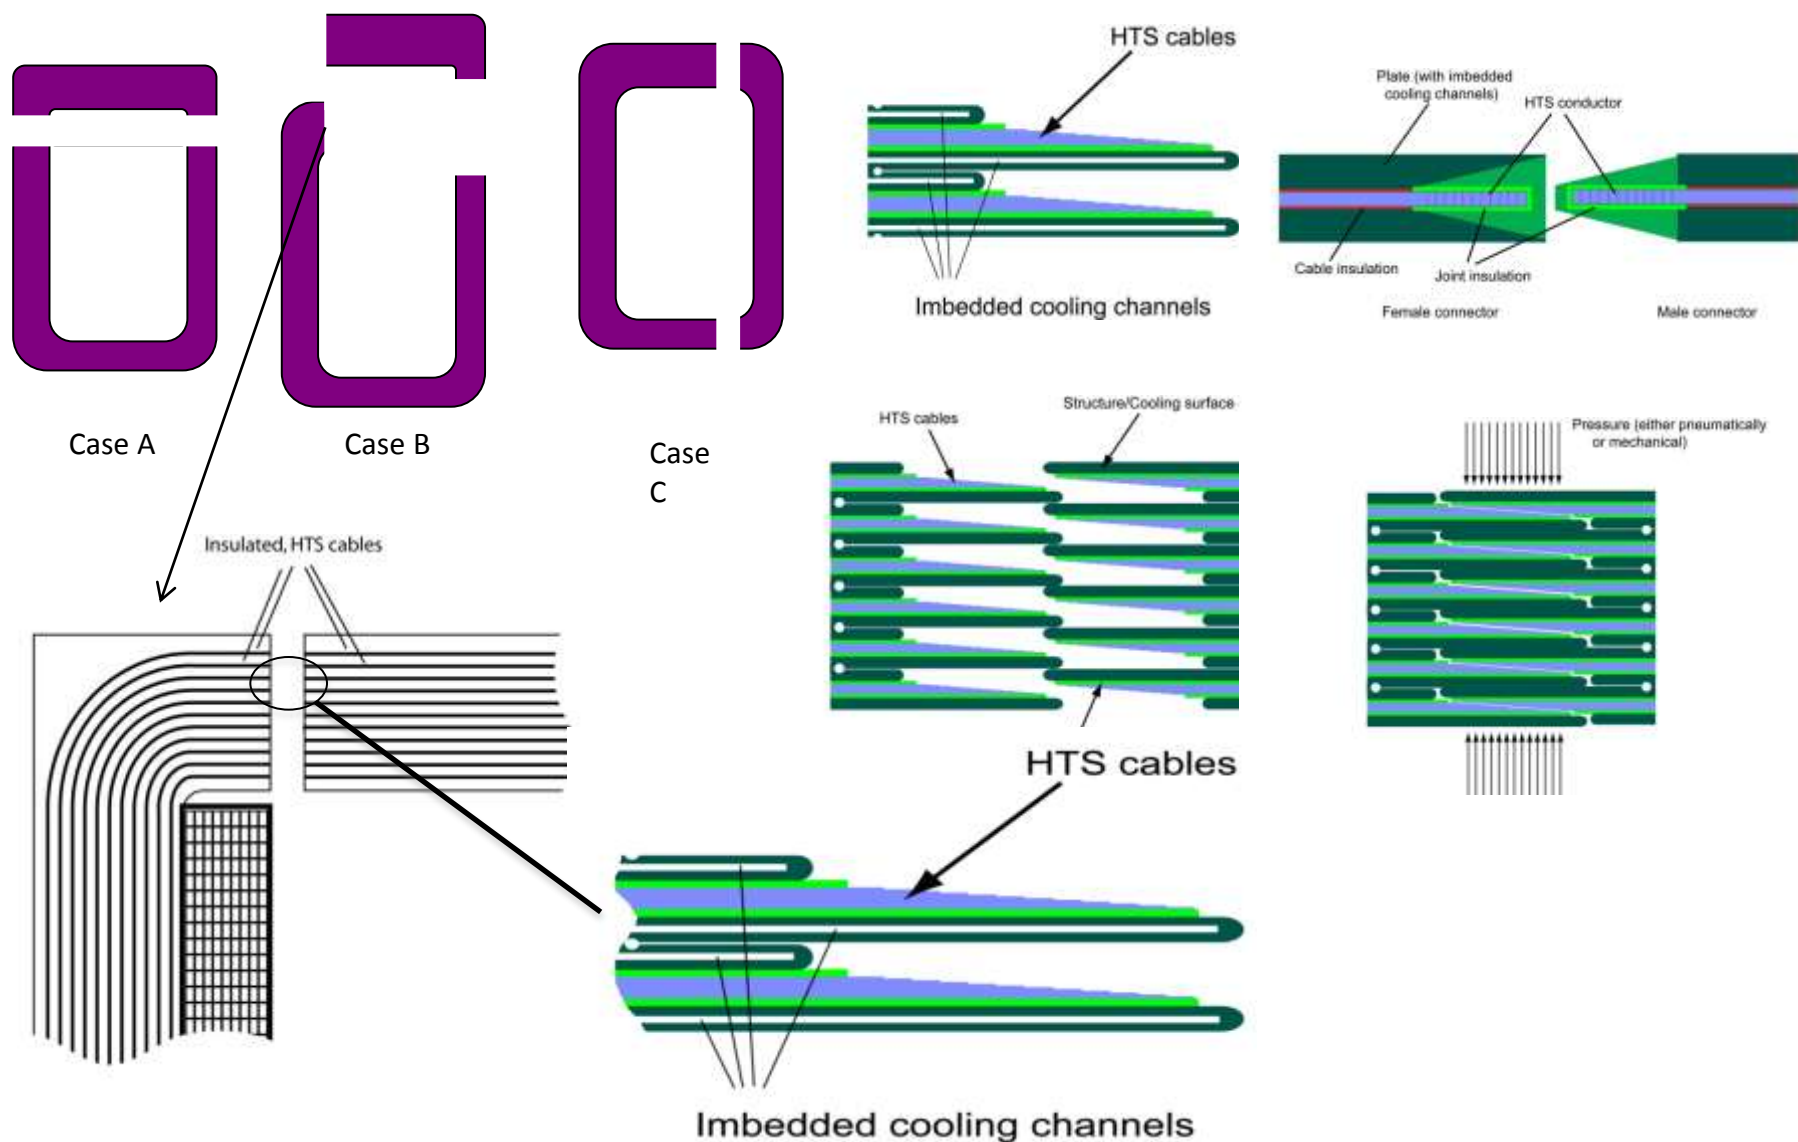 HTS cables
Plate (with imbedded
cooling channels)
HTS conductor
Cable insulation
Joint insulation
Imbedded cooling channels
Female connector
Male connector
Case A
Case B
Case
C
HTS cables
Structure/Cooling surface
Pressure (either pneumatically
or mechanical)
Insulated, HTS cables
HTS cables
Imbedded cooling channels